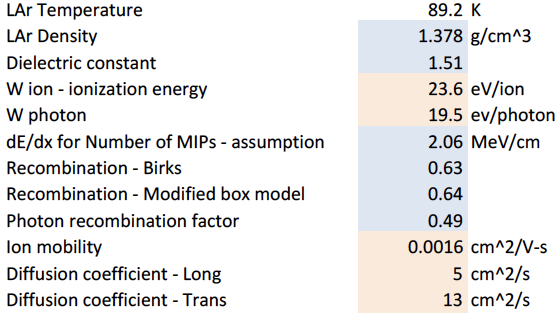 LAr Temperature 89.2 K
LAr Density 1.378 g/cm^3
Dielectric constant 1.51
W ion - ionization energy 23.6 eV/ion
W photon 19.5 ev/photon
dE/dx for Number of MIPs - assumption 2.06 MeV/cm
Recombination - Birks 0.63
Recombination - Modified box model 0.64
Photon recombination factor 0.49
Ion mobility 0.0016 cm^2/V-s
Diffusion coefficient - Long 5 cm^2/s
Diffusion coefficient - Trans 13 cm^2/s